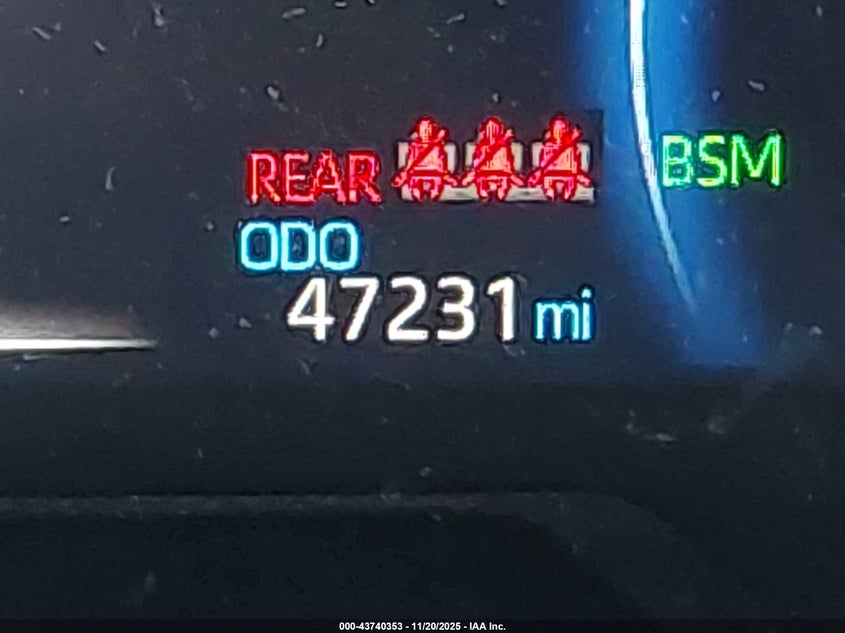 REAR BSM
ODO
47231 mi
000-43740353 - 11/20/2025 - IAA Inc.